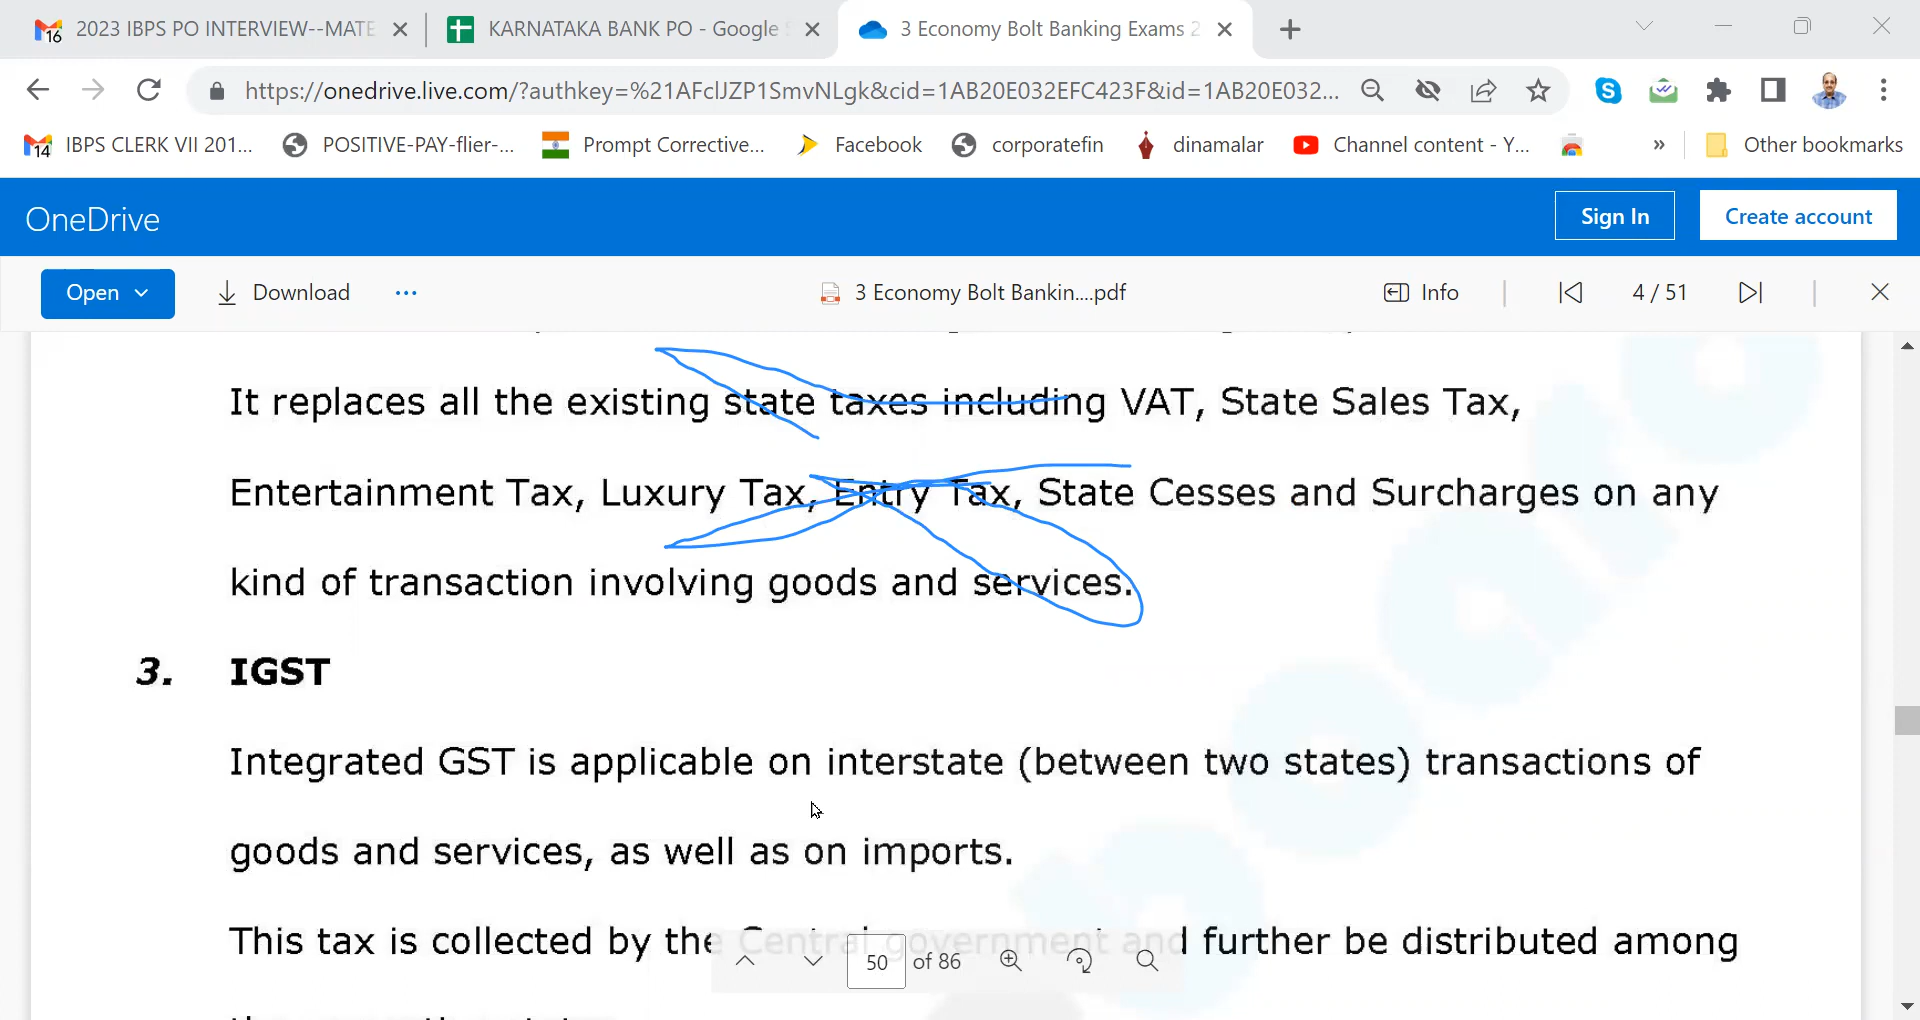 2023 IBPS PO INTERVIEW--MATE
KARNATAKA BANK PO - Google S
3 Economy Bolt Banking Exams 2
https://onedrive.live.com/?authkey=%21AFclJZP1SmvNLgk&cid=1AB20E032EFC423F&id=1AB20E032...
IBPS CLERK VII 201...
POSITIVE-PAY-flier-...
Prompt Corrective...
Facebook
corporatefin
dinamalar
Channel content - Y...
»
Other bookmarks
OneDrive
Sign In
Create account
Open
Download
...
3 Economy Bolt Bankin....pdf
Info
4 / 51
It replaces all the existing state taxes including VAT, State Sales Tax,
Entertainment Tax, Luxury Tax, Entry Tax, State Cesses and Surcharges on any
kind of transaction involving goods and services.
3. IGST
Integrated GST is applicable on interstate (between two states) transactions of
goods and services, as well as on imports.
This tax is collected by the Central government and further be distributed among
50 of 86